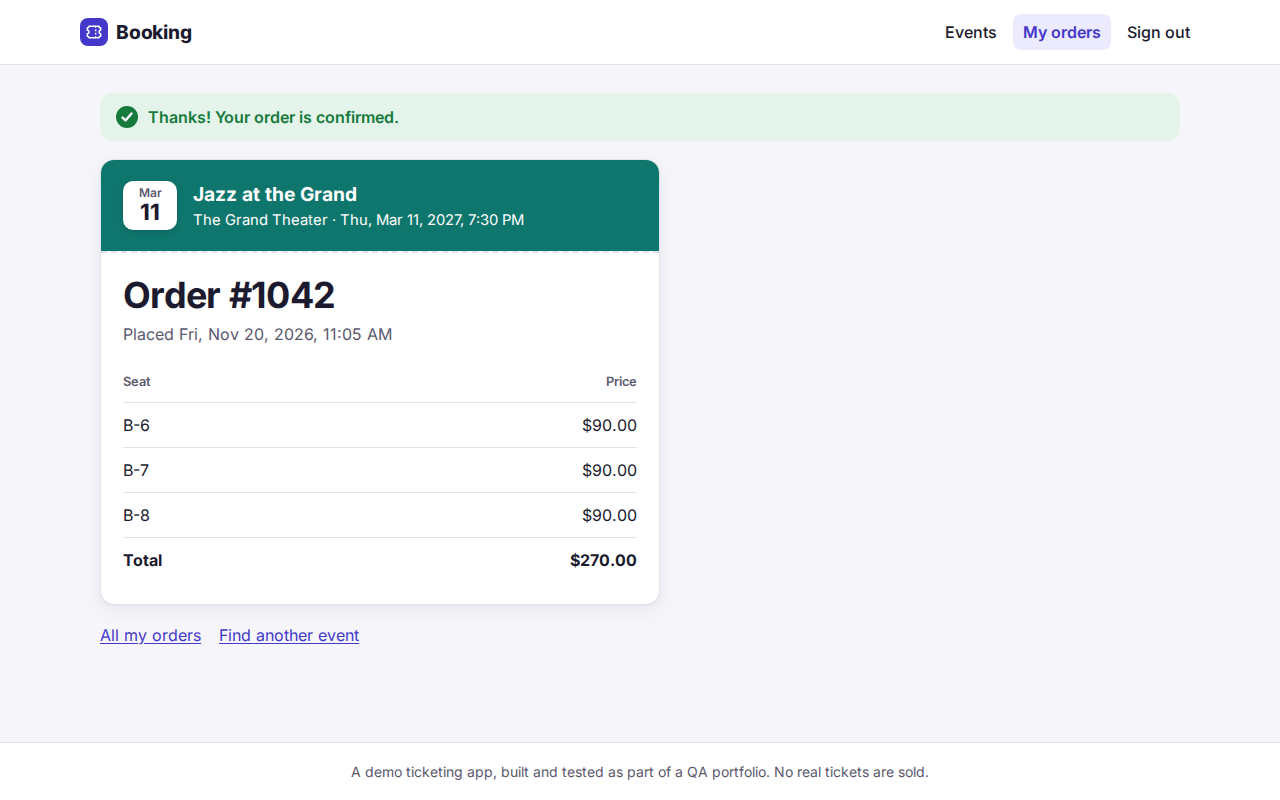 Booking
Events My orders Sign out
Thanks! Your order is confirmed.
Mar
11
Jazz at the Grand
The Grand Theater · Thu, Mar 11, 2027, 7:30 PM
Order #1042
Placed Fri, Nov 20, 2026, 11:05 AM
Seat Price
B-6 $90.00
B-7 $90.00
B-8 $90.00
Total $270.00
All my orders Find another event
A demo ticketing app, built and tested as part of a QA portfolio. No real tickets are sold.